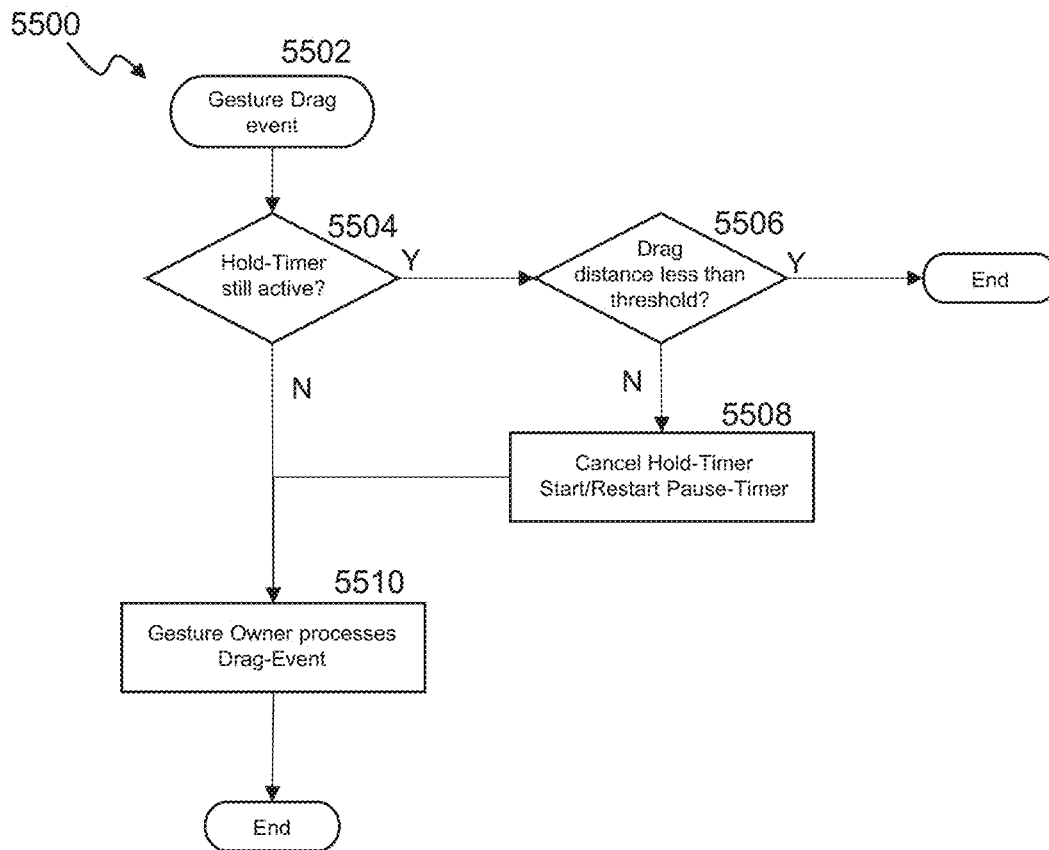 5500
5502
Gesture Drag
event
5504
Hold-Timer
still active?
Y
5506
Drag
distance less than
threshold?
Y
End
N
N
5508
Cancel Hold-Timer
Start/Restart Pause-Timer
5510
Gesture Owner processes
Drag-Event
End